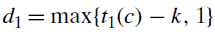 d₁ = max{t₁(c) − k, 1}